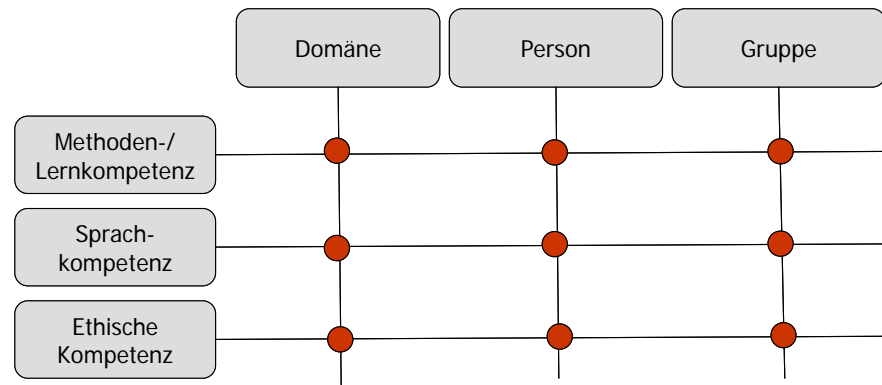 Domäne
Person
Gruppe
Methoden-/
Lernkompetenz
Sprach-
kompetenz
Ethische
Kompetenz